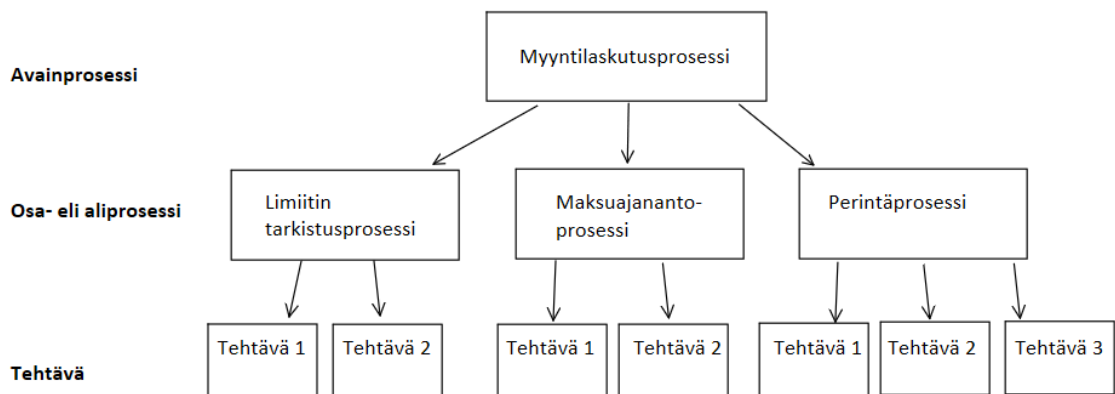 Myyntilaskutusprosessi
Avainprosessi
Limiitin
tarkistusprosessi
Maksuajananto-
prosessi
Perintäprosessi
Osa- eli aliprosessi
Tehtävä 1
Tehtävä 2
Tehtävä 1
Tehtävä 2
Tehtävä 1
Tehtävä 2
Tehtävä 3
Tehtävä